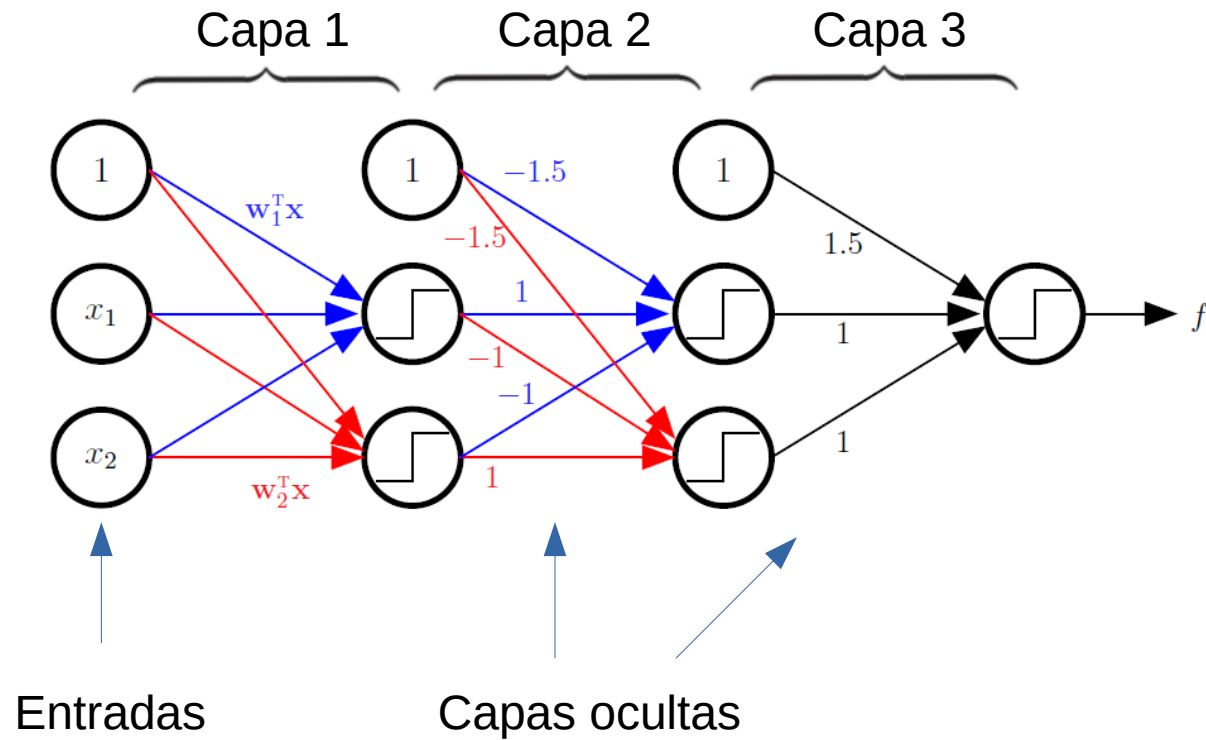 Capa 1 Capa 2 Capa 3
1 1 −1.5 1
w₁ᵀx −1.5 1.5
x₁ 1 f
−1 1
−1
x₂ 1
w₂ᵀx 1
Entradas Capas ocultas